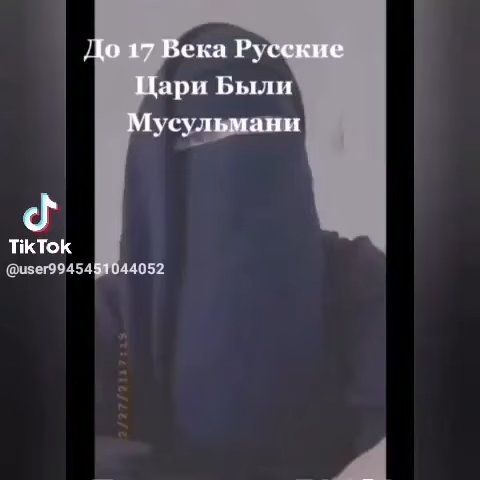 До 17 Века Русские
Цари Были
Мусульмани
TikTok
@user9945451044052